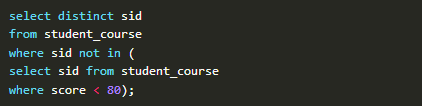 select distinct sid
from student_course
where sid not in (
select sid from student_course
where score < 80);